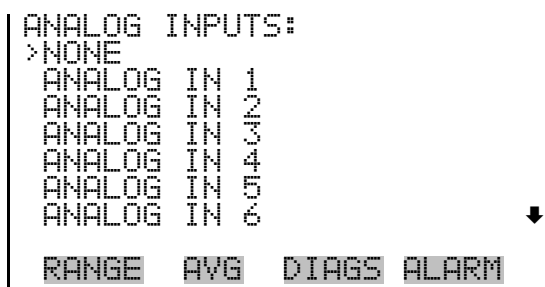 ANALOG INPUTS:
>NONE
ANALOG IN 1
ANALOG IN 2
ANALOG IN 3
ANALOG IN 4
ANALOG IN 5
ANALOG IN 6
RANGE AVG DIAGS ALARM